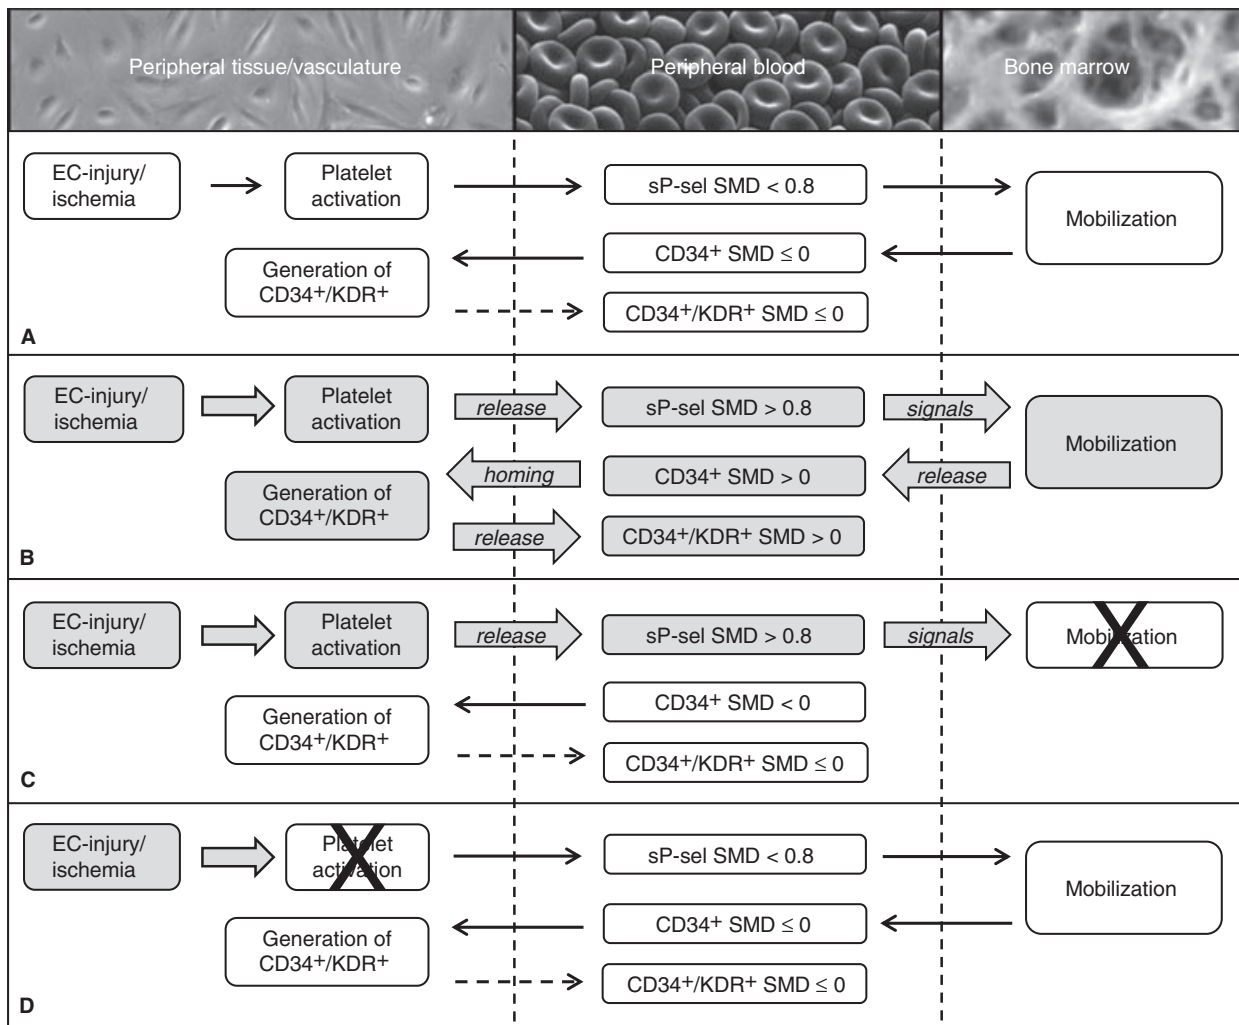 Peripheral tissue/vasculature
Peripheral blood
Bone marrow
EC-injury/
ischemia
Platelet
activation
sP-sel SMD < 0.8
Mobilization
Generation of
CD34+/KDR+
CD34+ SMD ≤ 0
CD34+/KDR+ SMD ≤ 0
A
EC-injury/
ischemia
Platelet
activation
release
sP-sel SMD > 0.8
signals
Mobilization
Generation of
CD34+/KDR+
homing
CD34+ SMD > 0
release
release
CD34+/KDR+ SMD > 0
B
EC-injury/
ischemia
Platelet
activation
release
sP-sel SMD > 0.8
signals
Mobilization
Generation of
CD34+/KDR+
CD34+ SMD < 0
CD34+/KDR+ SMD ≤ 0
C
EC-injury/
ischemia
Platelet
activation
sP-sel SMD < 0.8
Mobilization
Generation of
CD34+/KDR+
CD34+ SMD ≤ 0
CD34+/KDR+ SMD ≤ 0
D